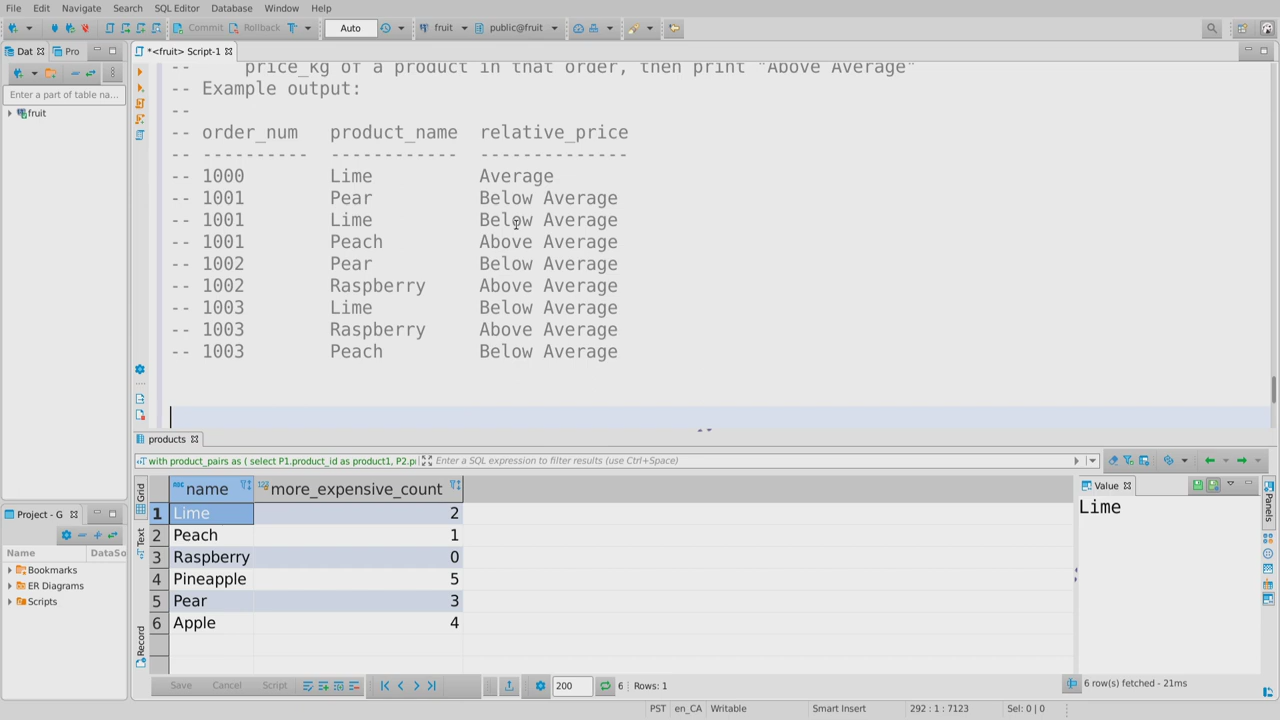 File Edit Navigate Search SQL Editor Database Window Help
Commit Rollback Auto fruit public@fruit
Dat Pro *<fruit> Script-1
Enter a part of table na...
fruit
-- price_kg of a product in that order, then print "Above Average"
-- Example output:
--
-- order_num product_name relative_price
-- ---------- ------------ --------------
-- 1000 Lime Average
-- 1001 Pear Below Average
-- 1001 Lime Below Average
-- 1001 Peach Above Average
-- 1002 Pear Below Average
-- 1002 Raspberry Above Average
-- 1003 Lime Below Average
-- 1003 Raspberry Above Average
-- 1003 Peach Below Average
products
with product_pairs as ( select P1.product_id as product1, P2.p Enter a SQL expression to filter results (use Ctrl+Space)
Grid
Text
Record
name more_expensive_count
1 Lime 2
2 Peach 1
3 Raspberry 0
4 Pineapple 5
5 Pear 3
6 Apple 4
Value
Lime
Panels
Project - G
Name DataSo
Bookmarks
ER Diagrams
Scripts
Save Cancel Script 200 6 Rows: 1 6 row(s) fetched - 21ms
PST en_CA Writable Smart Insert 292 : 1 : 7123 Sel: 0 | 0